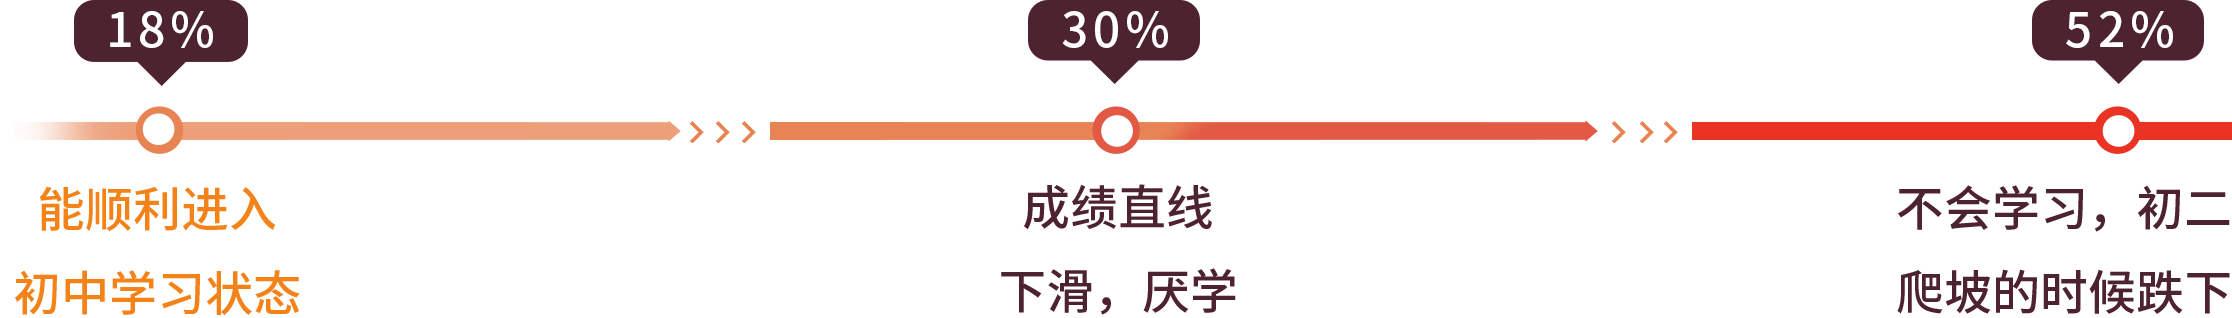 18%
30%
52%
能顺利进入
初中学习状态
成绩直线
下滑，厌学
不会学习，初二
爬坡的时候跌下